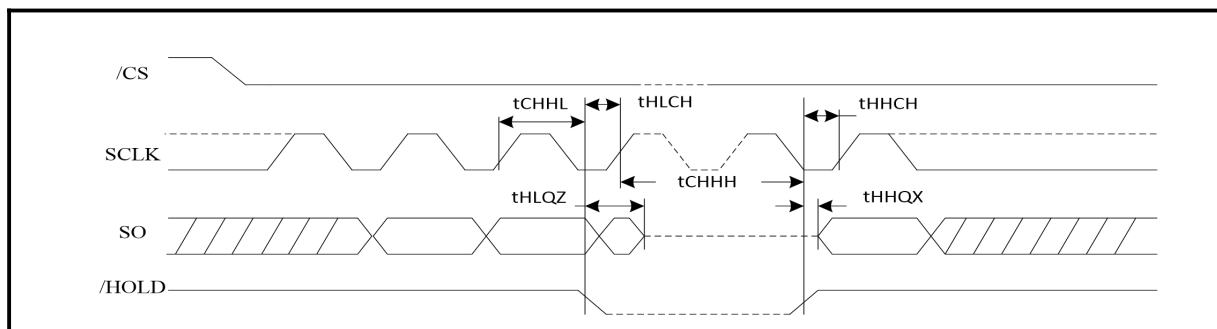 /CS
tCHHL
tHLCH
tHHCH
SCLK
tCHHH
tHLQZ
tHHQX
SO
/HOLD